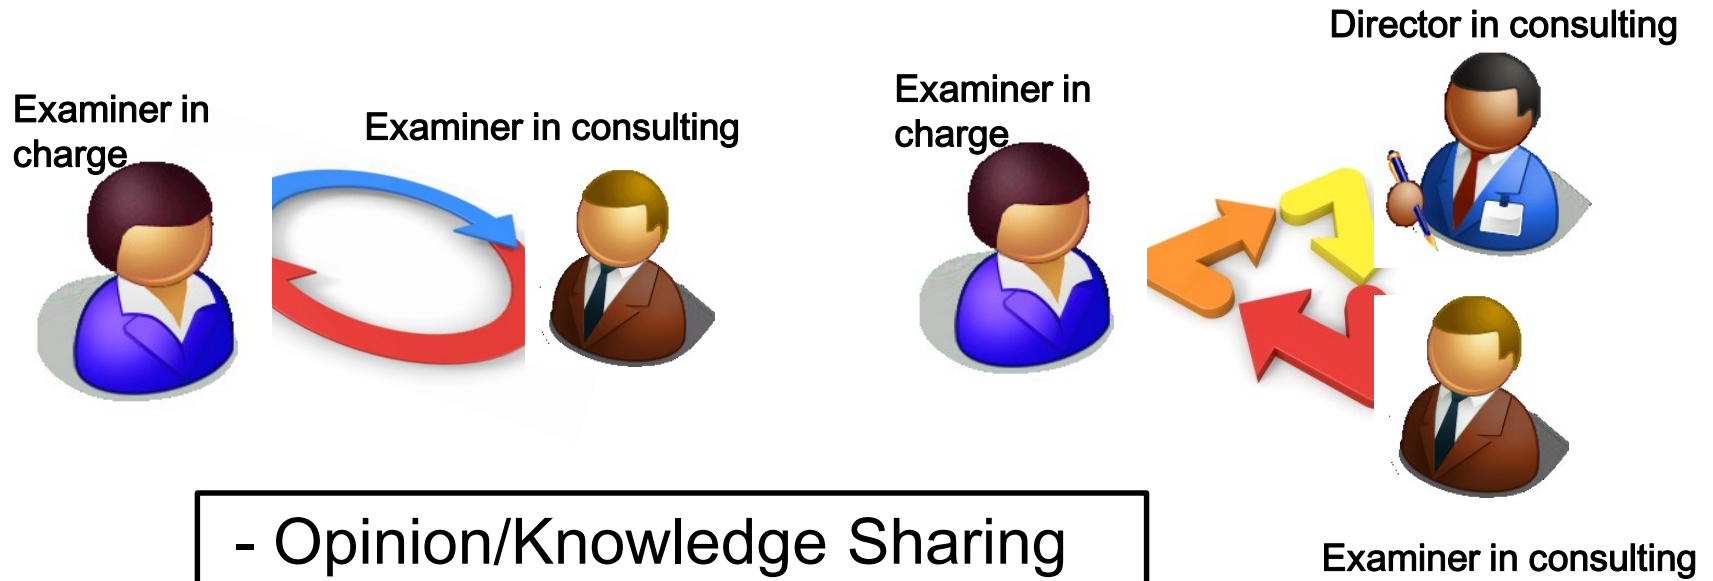 Director in consulting
Examiner in
charge
Examiner in consulting
Examiner in
charge
- Opinion/Knowledge Sharing
Examiner in consulting